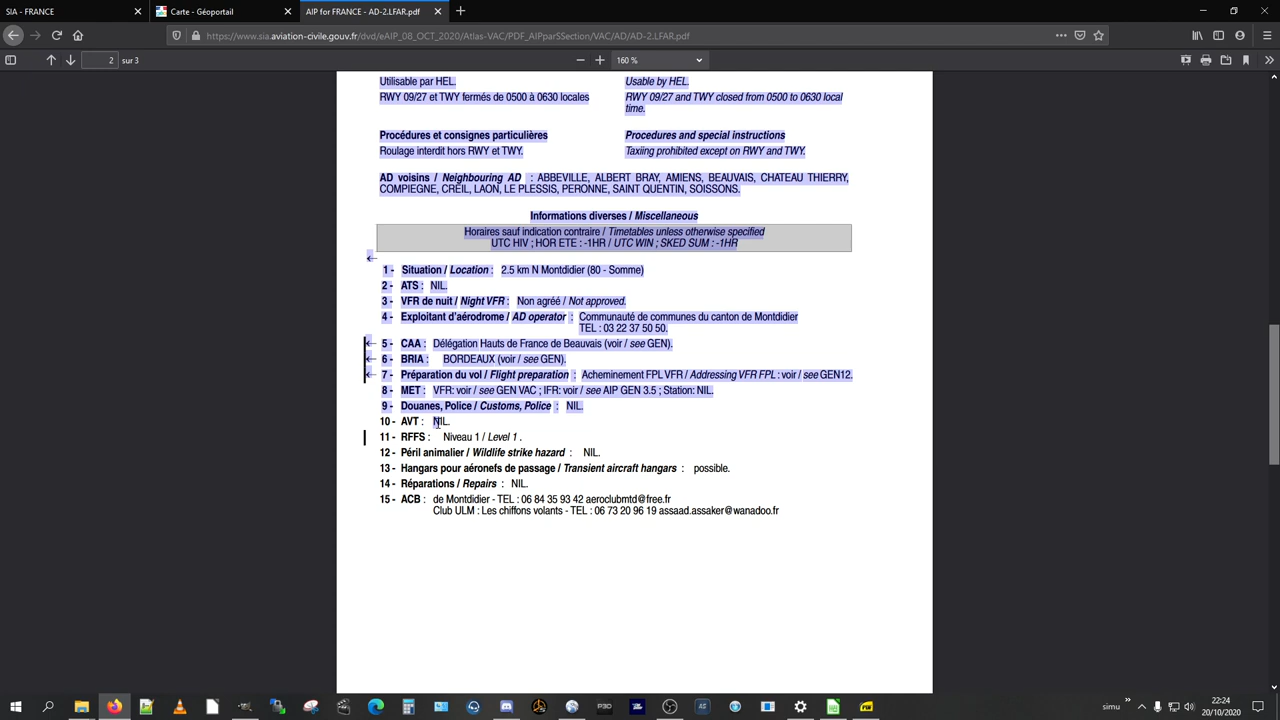 SIA - FRANCE
Carte - Géoportail
AIP for FRANCE - AD-2.LFAR.pdf
https://www.sia.aviation-civile.gouv.fr/dvd/eAIP_08_OCT_2020/Atlas-VAC/PDF_AIPparSSection/VAC/AD/AD-2.LFAR.pdf
2 sur 3
160 %
Utilisable par HEL.
Usable by HEL.
RWY 09/27 et TWY fermés de 0500 à 0630 locales
RWY 09/27 and TWY closed from 0500 to 0630 local
time.
Procédures et consignes particulières
Procedures and special instructions
Roulage interdit hors RWY et TWY.
Taxiing prohibited except on RWY and TWY.
AD voisins / Neighbouring AD : ABBEVILLE, ALBERT BRAY, AMIENS, BEAUVAIS, CHATEAU THIERRY,
COMPIEGNE, CREIL, LAON, LE PLESSIS, PERONNE, SAINT QUENTIN, SOISSONS.
Informations diverses / Miscellaneous
Horaires sauf indication contraire / Timetables unless otherwise specified
UTC HIV ; HOR ETE : -1HR / UTC WIN ; SKED SUM : -1HR
1 - Situation / Location : 2.5 km N Montdidier (80 - Somme)
2 - ATS : NIL.
3 - VFR de nuit / Night VFR : Non agréé / Not approved.
4 - Exploitant d'aérodrome / AD operator : Communauté de communes du canton de Montdidier
TEL : 03 22 37 50 50.
5 - CAA : Délégation Hauts de France de Beauvais (voir / see GEN).
6 - BRIA : BORDEAUX (voir / see GEN).
7 - Préparation du vol / Flight preparation : Acheminement FPL VFR / Addressing VFR FPL : voir / see GEN12.
8 - MET : VFR: voir / see GEN VAC ; IFR: voir / see AIP GEN 3.5 ; Station: NIL.
9 - Douanes, Police / Customs, Police : NIL.
10 - AVT : NIL.
11 - RFFS : Niveau 1 / Level 1 .
12 - Péril animalier / Wildlife strike hazard : NIL.
13 - Hangars pour aéronefs de passage / Transient aircraft hangars : possible.
14 - Réparations / Repairs : NIL.
15 - ACB : de Montdidier - TEL : 06 84 35 93 42 aeroclubmtd@free.fr
Club ULM : Les chiffons volants - TEL : 06 73 20 96 19 assaad.assaker@wanadoo.fr
P3D
AS
simu
22:24
20/10/2020